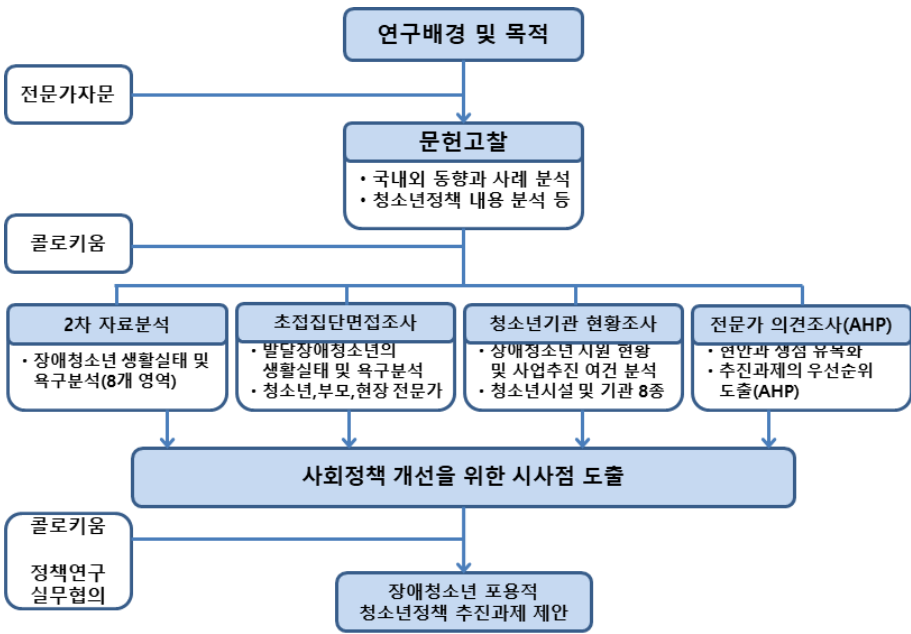 연구배경 및 목적
전문가자문
문헌고찰
• 국내외 동향과 사례 분석
• 청소년정책 내용 분석 등
콜로키움
2차 자료분석
• 장애청소년 생활실태 및
욕구분석(8개 영역)
초점집단면접조사
• 발달장애청소년의
생활실태 및 욕구분석
• 청소년,부모,현장 전문가
청소년기관 현황조사
• 장애청소년 지원 현황
및 사업추진 여건 분석
• 청소년시설 및 기관 8종
전문가 의견조사(AHP)
• 현안과 쟁점 유목화
• 추진과제의 우선순위
도출(AHP)
사회정책 개선을 위한 시사점 도출
콜로키움
정책연구
실무협의
장애청소년 포용적
청소년정책 추진과제 제안